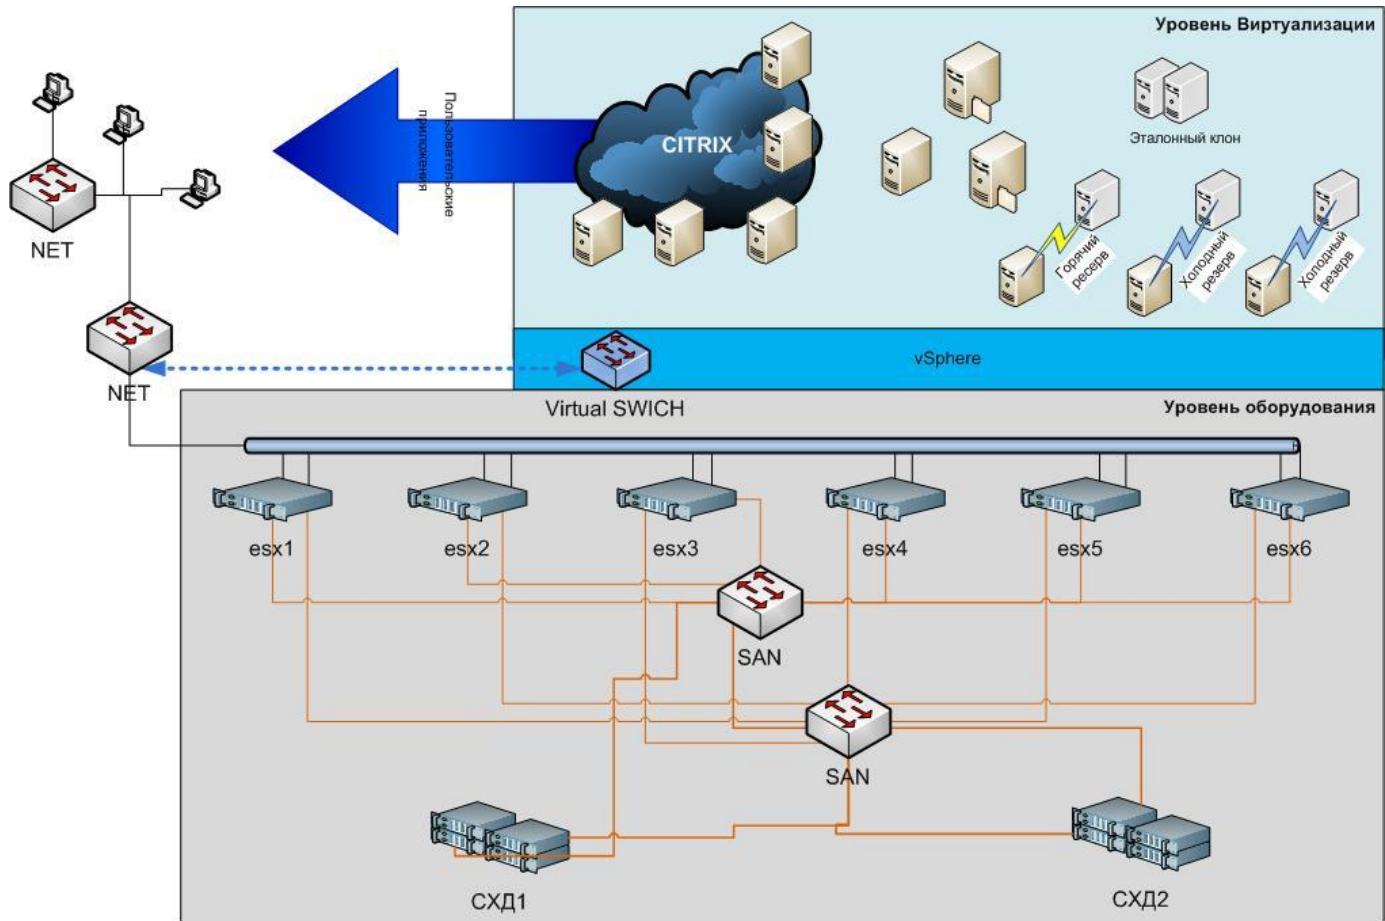 Уровень Виртуализации
Пользовательские
приложения
CITRIX
Эталонный клон
Горячий
ресерв
Холодный
резерв
Холодный
резерв
NET
NET
vSphere
Virtual SWICH
Уровень оборудования
esx1
esx2
esx3
esx4
esx5
esx6
SAN
SAN
СХД1
СХД2